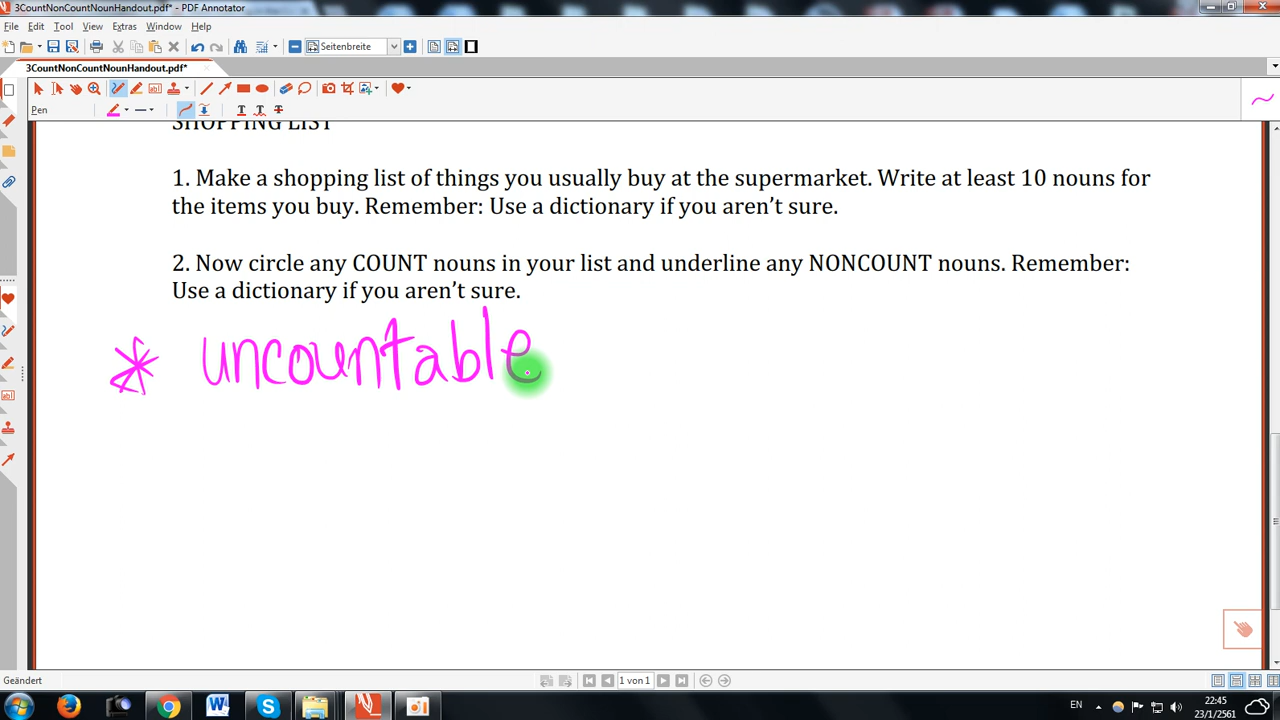 3CountNonCountNounHandout.pdf* - PDF Annotator
File Edit Tool View Extras Window Help
Seitenbreite
3CountNonCountNounHandout.pdf*
Pen
SHOPPING LIST
1. Make a shopping list of things you usually buy at the supermarket. Write at least 10 nouns for
the items you buy. Remember: Use a dictionary if you aren’t sure.
2. Now circle any COUNT nouns in your list and underline any NONCOUNT nouns. Remember:
Use a dictionary if you aren’t sure.
* uncountable
Geändert
1 von 1
EN
22:45
23/1/2561